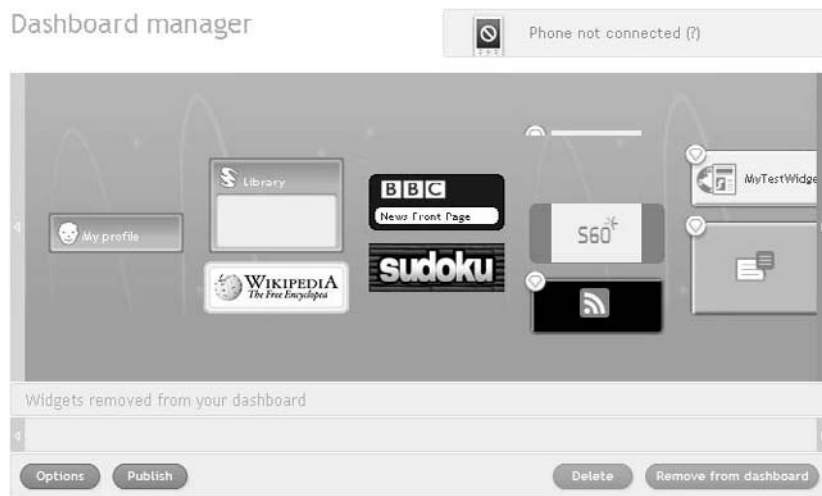 Dashboard manager
Phone not connected (?)
My profile
Library
WIKIPEDIA
The Free Encyclopea
BBC
News Front Page
sudoku
S60
MyTestWidge
Widgets removed from your dashboard
Options
Publish
Delete
Remove from dashboard